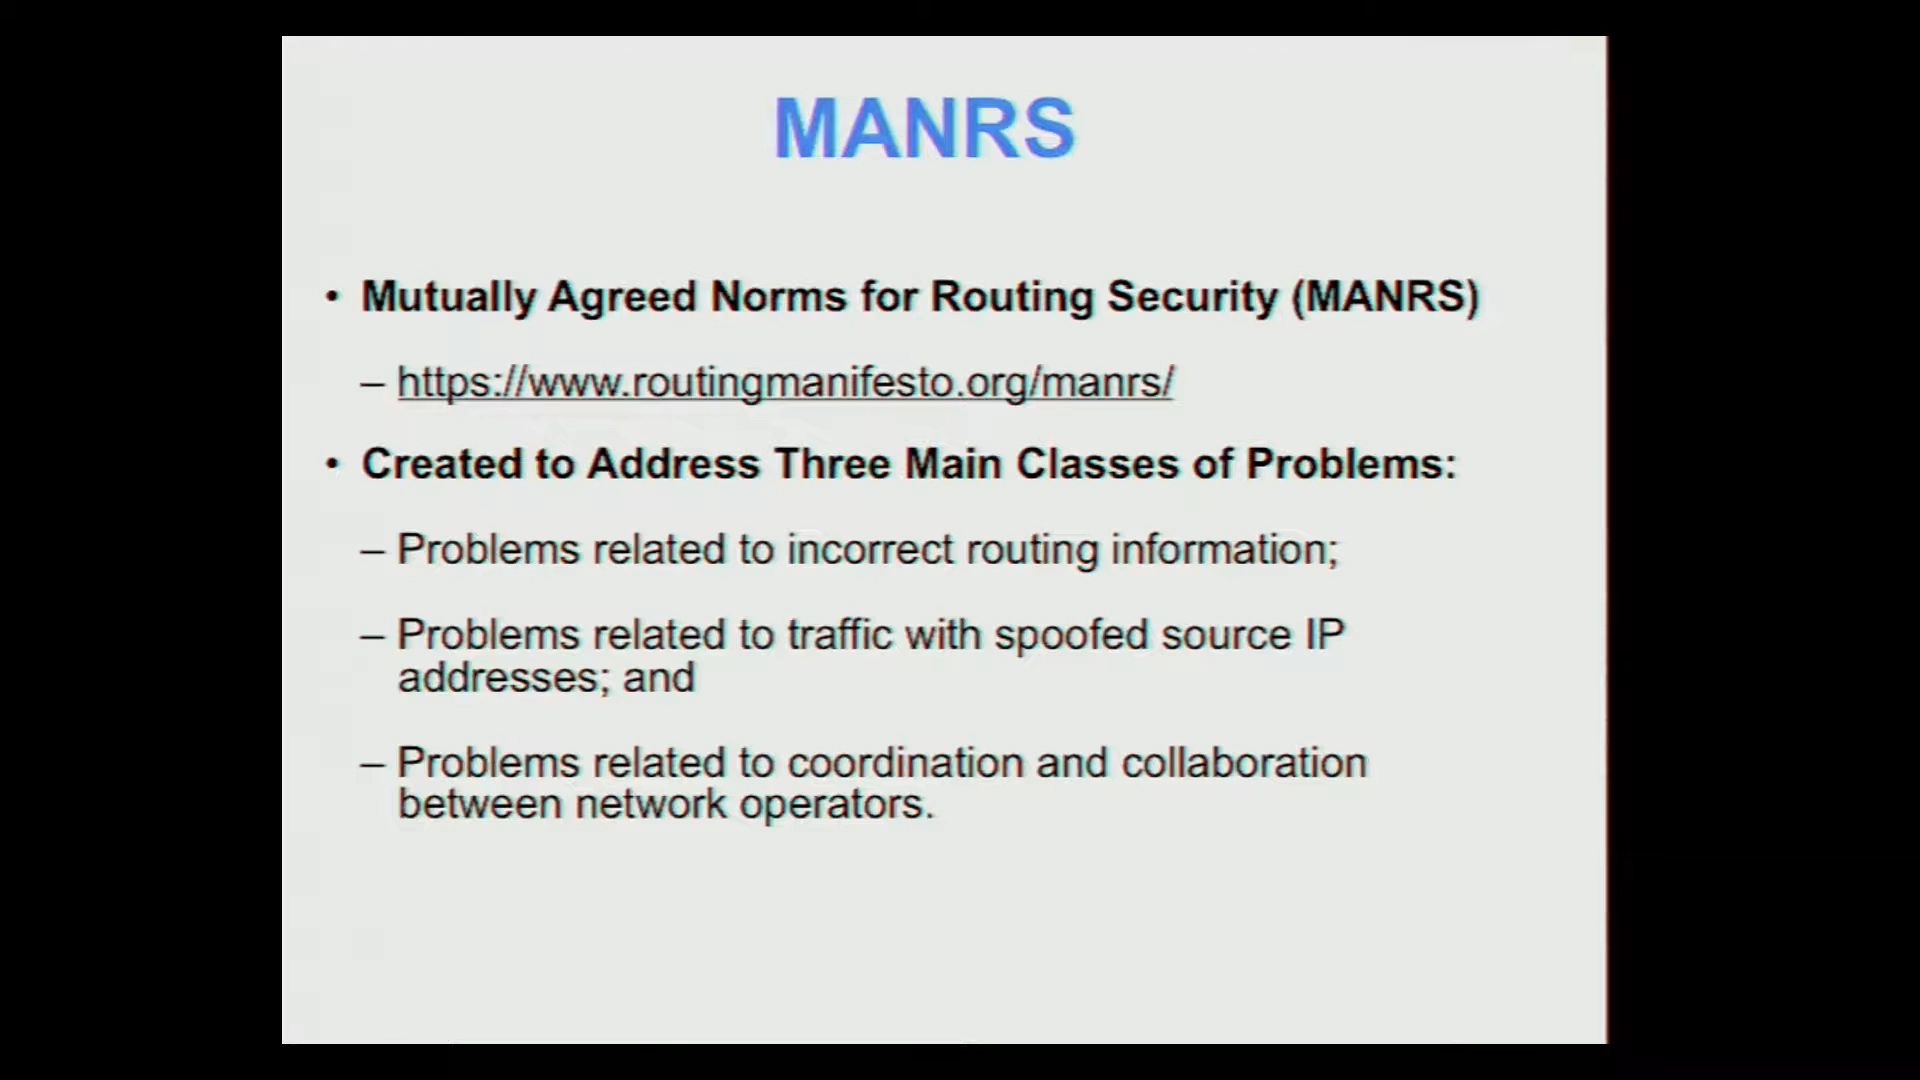 MANRS
• Mutually Agreed Norms for Routing Security (MANRS)
– https://www.routingmanifesto.org/manrs/
• Created to Address Three Main Classes of Problems:
– Problems related to incorrect routing information;
– Problems related to traffic with spoofed source IP
addresses; and
– Problems related to coordination and collaboration
between network operators.